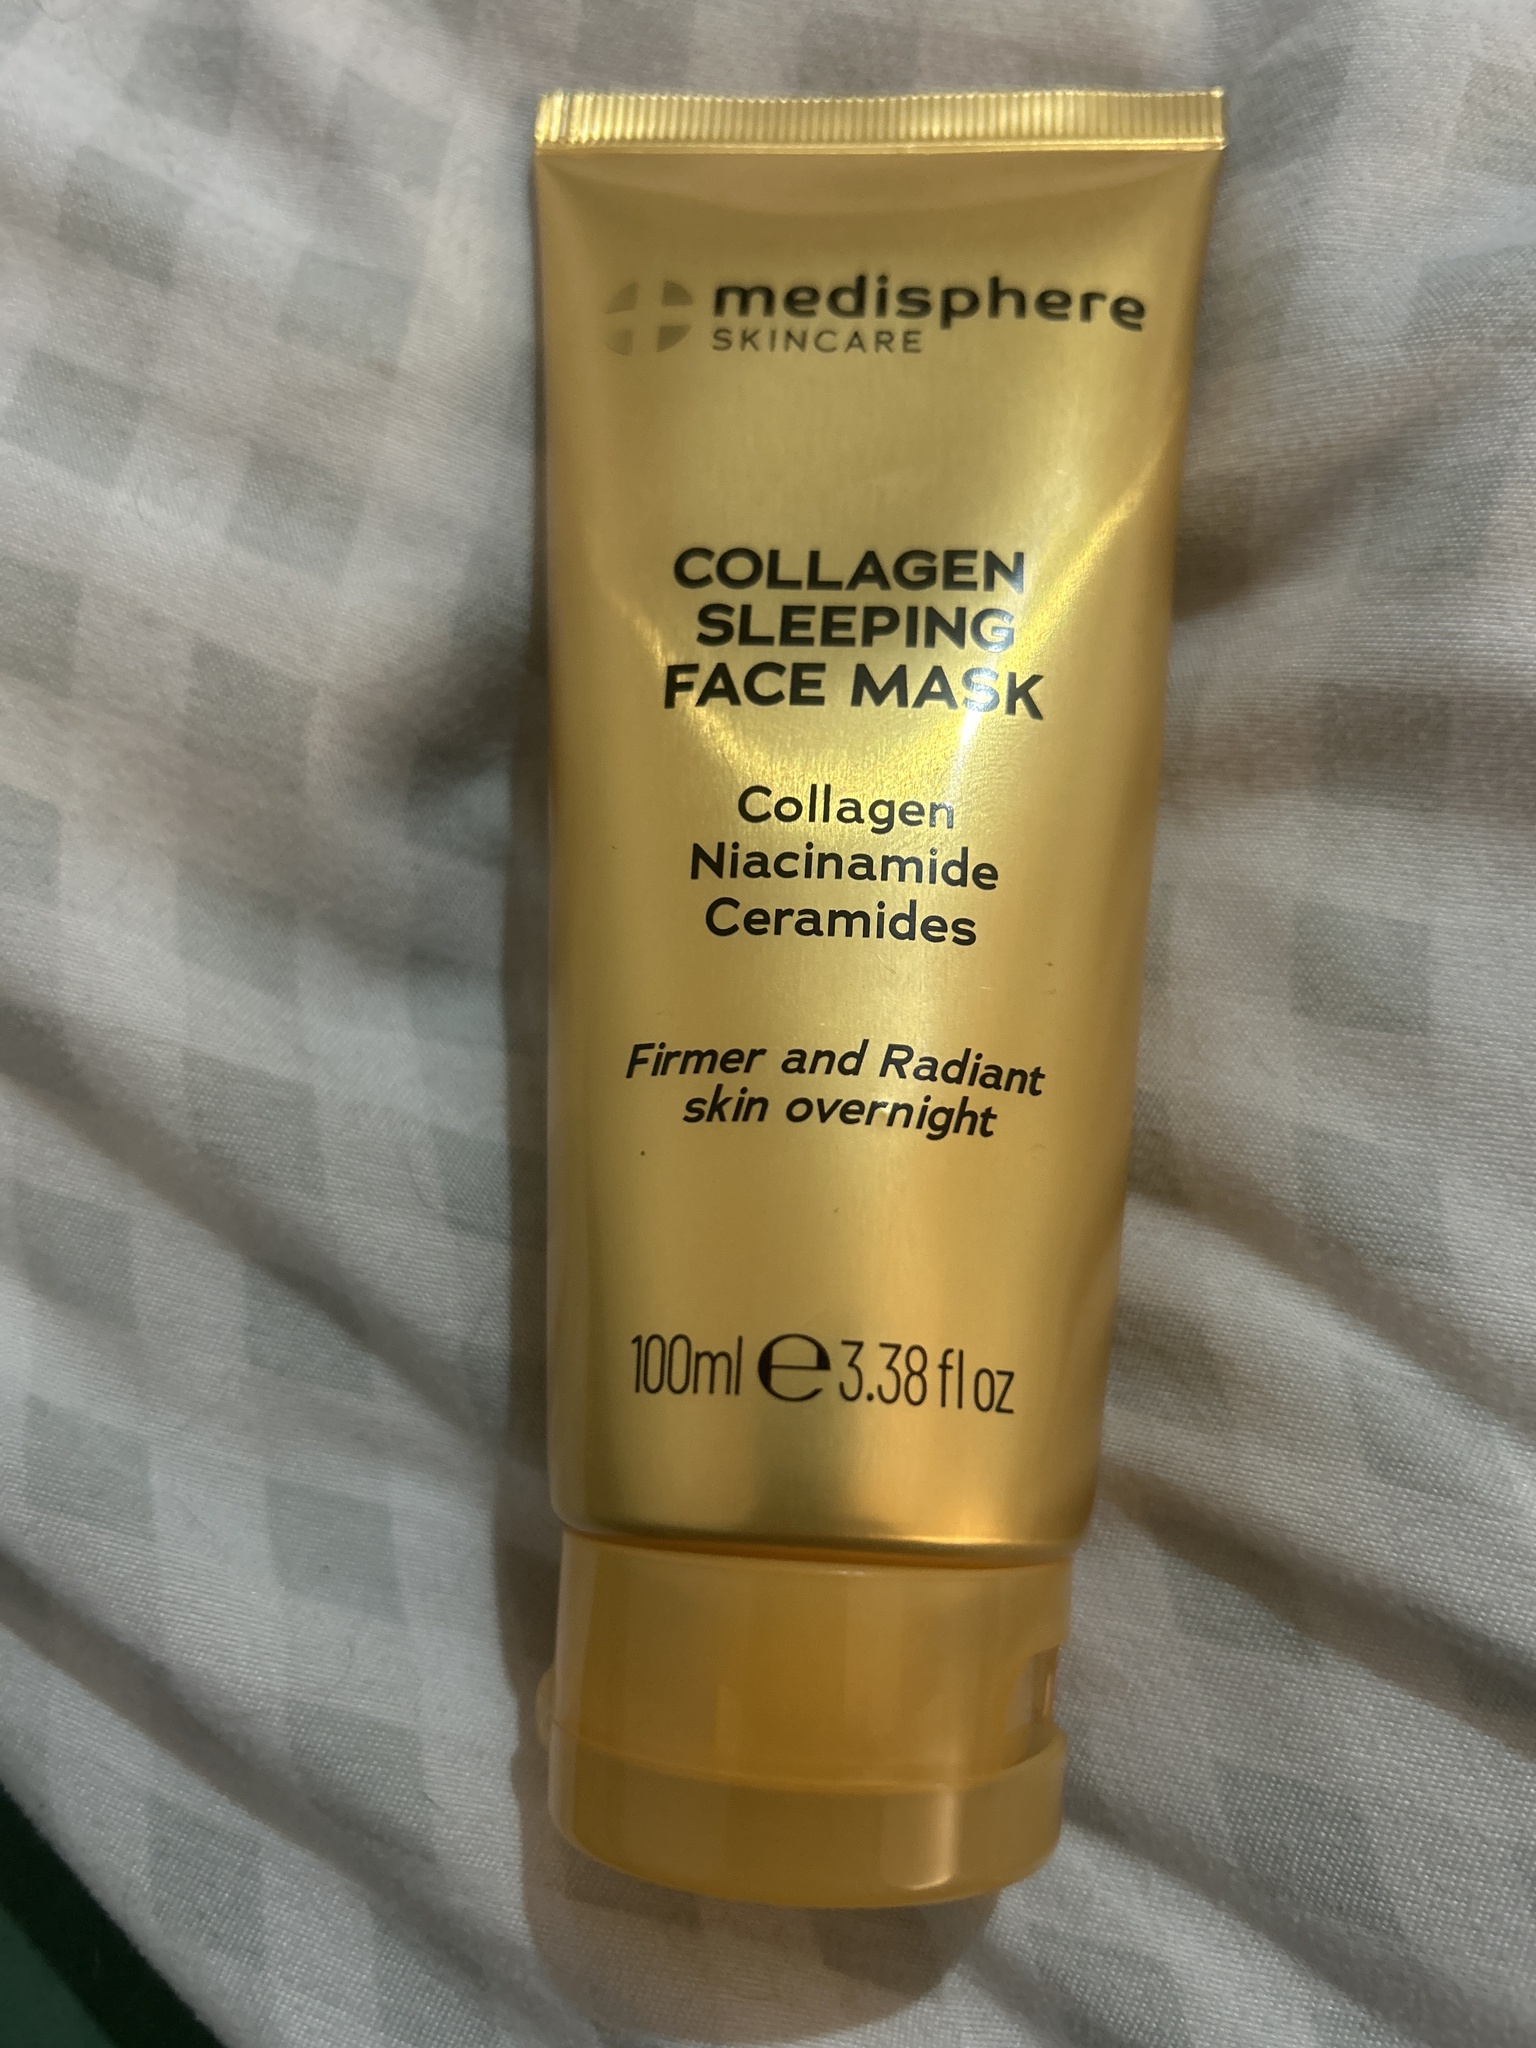 medisphere
SKINCARE
COLLAGEN
SLEEPING
FACE MASK
Collagen
Niacinamide
Ceramides
Firmer and Radiant
skin overnight
100ml e 3.38 fl oz